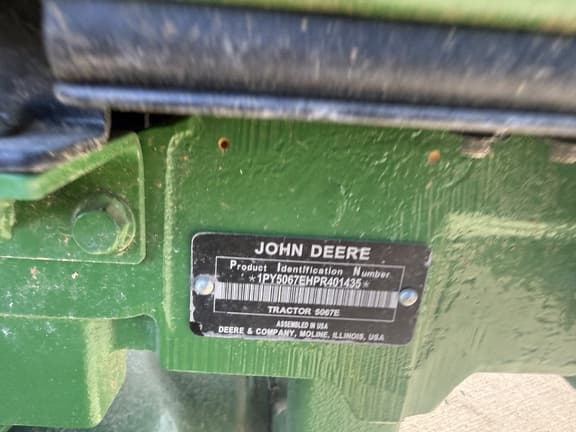 JOHN DEERE
Product Identification Number
*1PY5067EHPR401435*
TRACTOR 5067E
ASSEMBLED IN USA
DEERE & COMPANY, MOLINE, ILLINOIS, USA